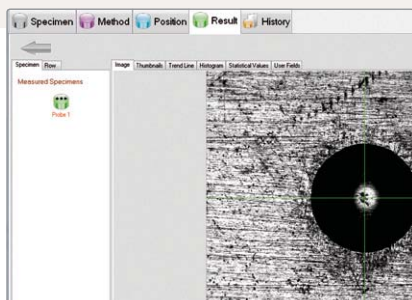 Specimen Method Position Result History
Specimen Row Image Thumbnails Trend Line Histogram Statistical Values User Fields
Measured Specimens
Probe 1